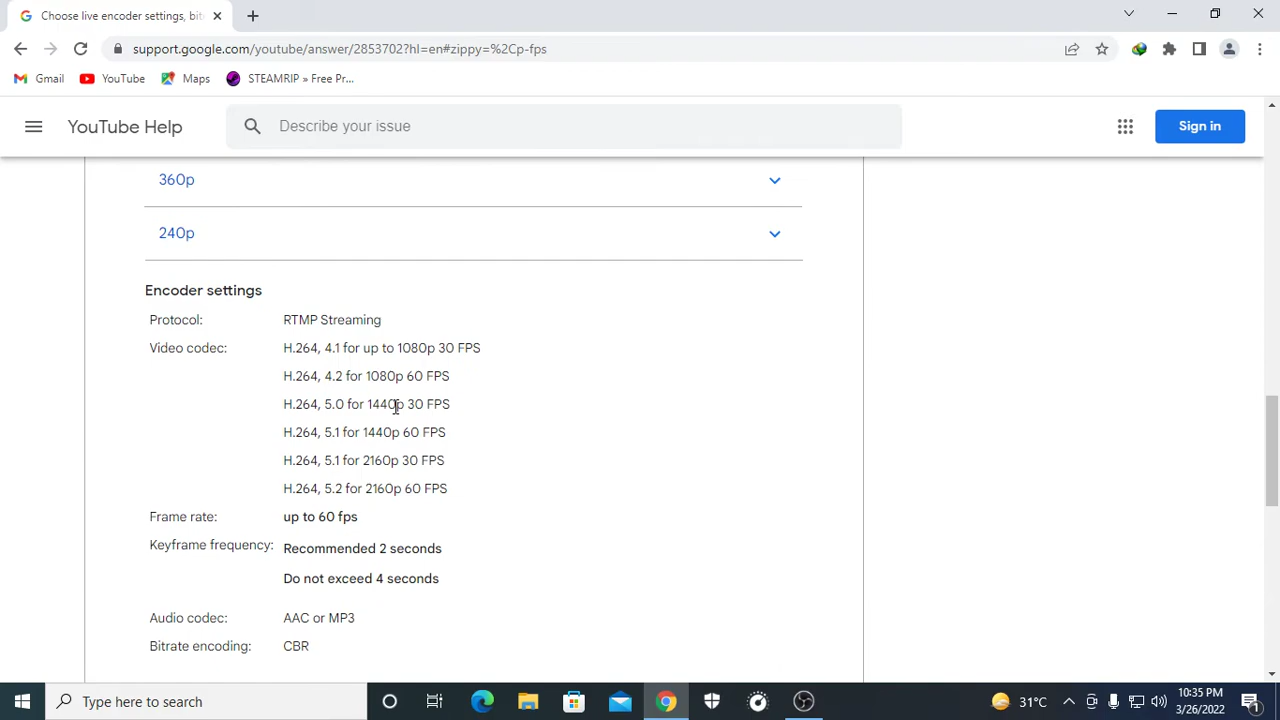 Choose live encoder settings, bit
support.google.com/youtube/answer/2853702?hl=en#zippy=%2Cp-fps
Gmail YouTube Maps STEAMRIP » Free Pr...
YouTube Help Describe your issue Sign in
360p
240p
Encoder settings
Protocol: RTMP Streaming
Video codec: H.264, 4.1 for up to 1080p 30 FPS
H.264, 4.2 for 1080p 60 FPS
H.264, 5.0 for 1440p 30 FPS
H.264, 5.1 for 1440p 60 FPS
H.264, 5.1 for 2160p 30 FPS
H.264, 5.2 for 2160p 60 FPS
Frame rate: up to 60 fps
Keyframe frequency: Recommended 2 seconds
Do not exceed 4 seconds
Audio codec: AAC or MP3
Bitrate encoding: CBR
Type here to search 31°C 10:35 PM
3/26/2022 1